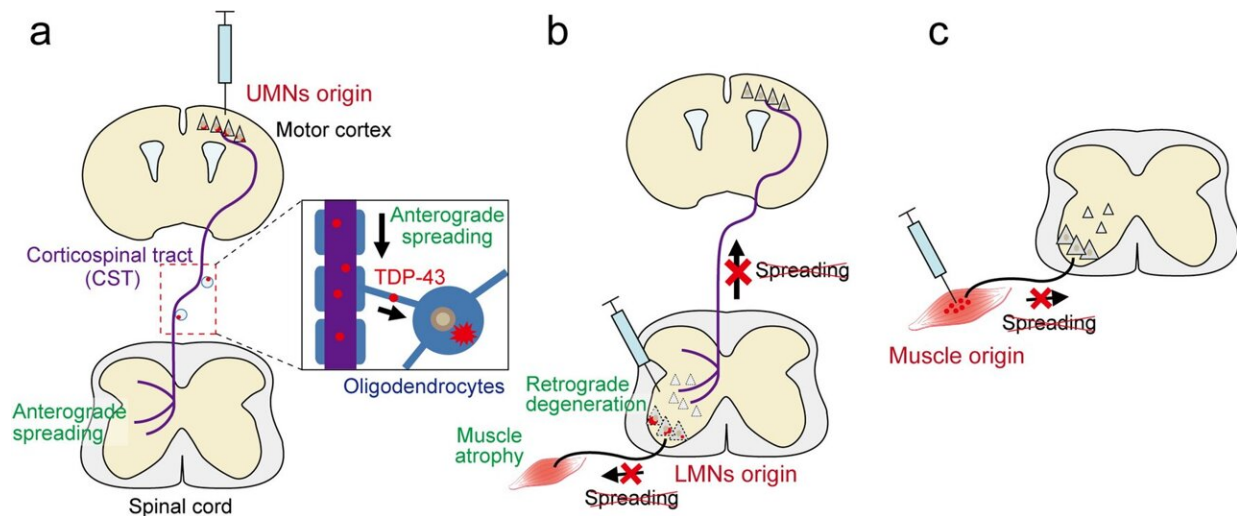 a
UMNs origin
Motor cortex
Corticospinal tract
(CST)
Anterograde
spreading
TDP-43
Oligodendrocytes
Anterograde
spreading
Spinal cord
b
Spreading
Retrograde
degeneration
Muscle
atrophy
LMNs origin
Spreading
c
Spreading
Muscle origin